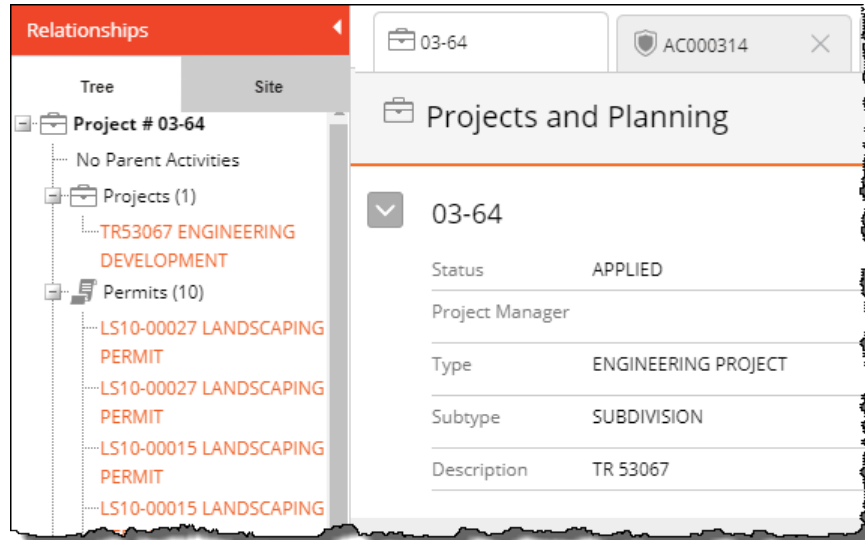 Relationships
Tree
Site
Project # 03-64
No Parent Activities
Projects (1)
TR53067 ENGINEERING
DEVELOPMENT
Permits (10)
LS10-00027 LANDSCAPING
PERMIT
LS10-00027 LANDSCAPING
PERMIT
LS10-00015 LANDSCAPING
PERMIT
LS10-00015 LANDSCAPING
03-64
AC000314
Projects and Planning
03-64
Status APPLIED
Project Manager
Type ENGINEERING PROJECT
Subtype SUBDIVISION
Description TR 53067